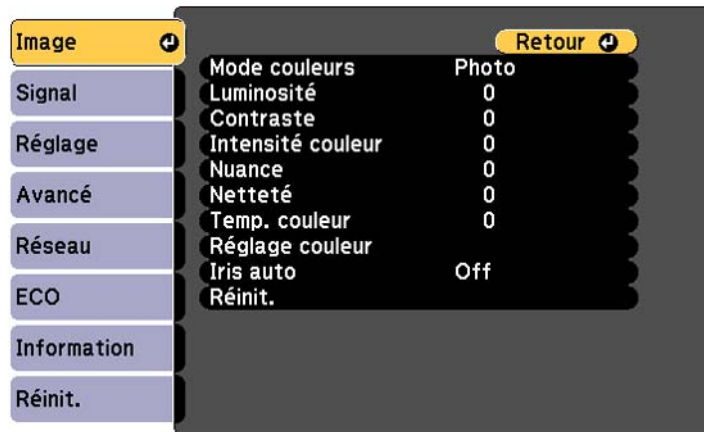 Image
Signal
Réglage
Avancé
Réseau
ECO
Information
Réinit.
Retour
Mode couleurs Photo
Luminosité 0
Contraste 0
Intensité couleur 0
Nuance 0
Netteté 0
Temp. couleur 0
Réglage couleur
Iris auto Off
Réinit.